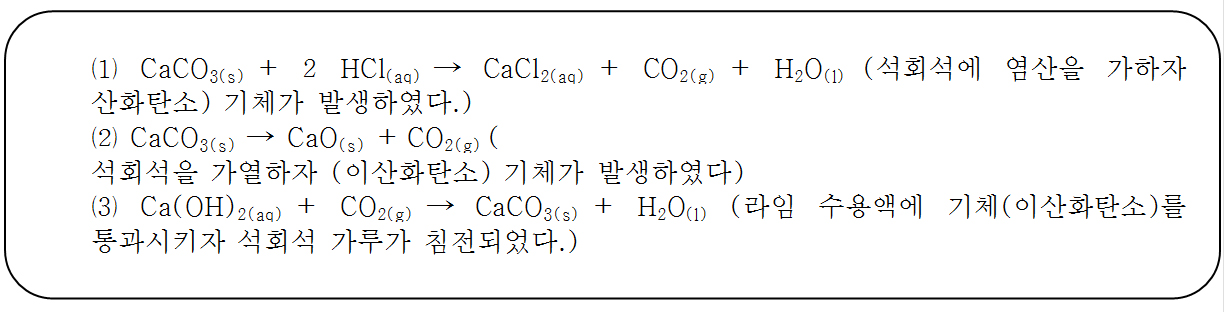 ⑴ CaCO₃₍ₛ₎ + 2 HCl₍aq₎ → CaCl₂₍aq₎ + CO₂₍g₎ + H₂O₍l₎ (석회석에 염산을 가하자
산화탄소) 기체가 발생하였다.)
⑵ CaCO₃₍ₛ₎ → CaO₍ₛ₎ + CO₂₍g₎ (
석회석을 가열하자 (이산화탄소) 기체가 발생하였다)
⑶ Ca(OH)₂₍aq₎ + CO₂₍g₎ → CaCO₃₍ₛ₎ + H₂O₍l₎ (라임 수용액에 기체(이산화탄소)를
통과시키자 석회석 가루가 침전되었다.)